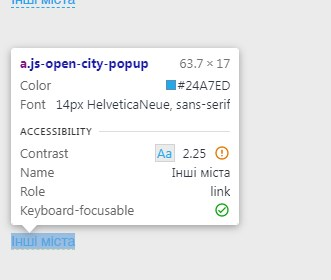 Інші міста
a.js-open-city-popup 63.7 × 17
Color #24A7ED
Font 14px HelveticaNeue, sans-serif
ACCESSIBILITY
Contrast Aa 2.25
Name Інші міста
Role link
Keyboard-focusable
Інші міста